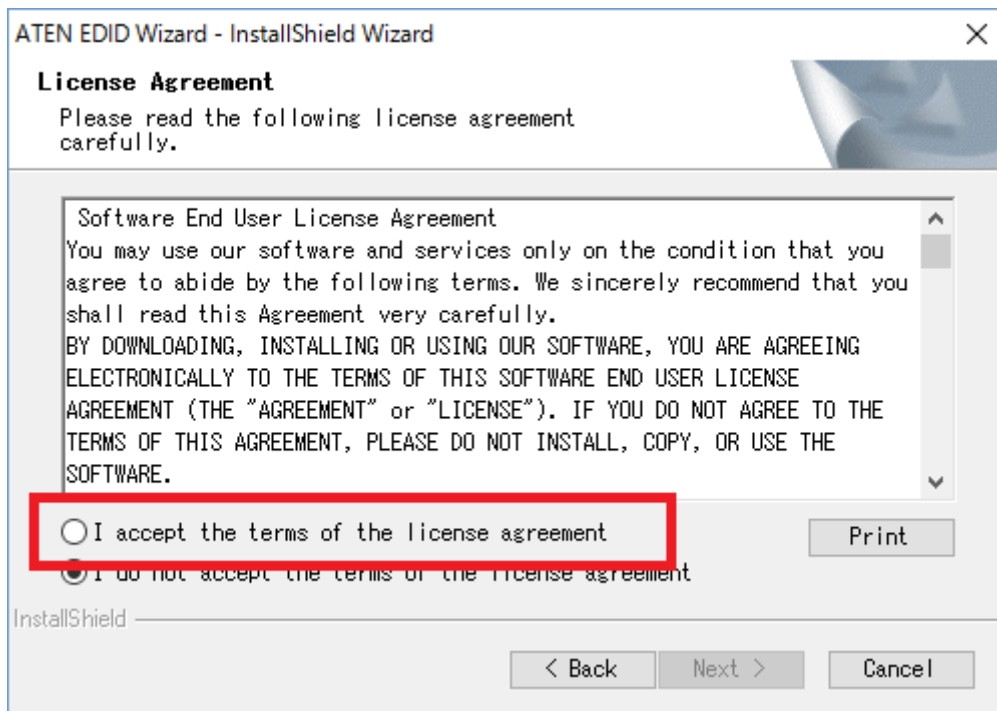 ATEN EDID Wizard - InstallShield Wizard
License Agreement
Please read the following license agreement
carefully.
Software End User License Agreement
You may use our software and services only on the condition that you
agree to abide by the following terms. We sincerely recommend that you
shall read this Agreement very carefully.
BY DOWNLOADING, INSTALLING OR USING OUR SOFTWARE, YOU ARE AGREEING
ELECTRONICALLY TO THE TERMS OF THIS SOFTWARE END USER LICENSE
AGREEMENT (THE "AGREEMENT" or "LICENSE"). IF YOU DO NOT AGREE TO THE
TERMS OF THIS AGREEMENT, PLEASE DO NOT INSTALL, COPY, OR USE THE
SOFTWARE.
I accept the terms of the license agreement
Print
I do not accept the terms of the license agreement
InstallShield
< Back
Next >
Cancel